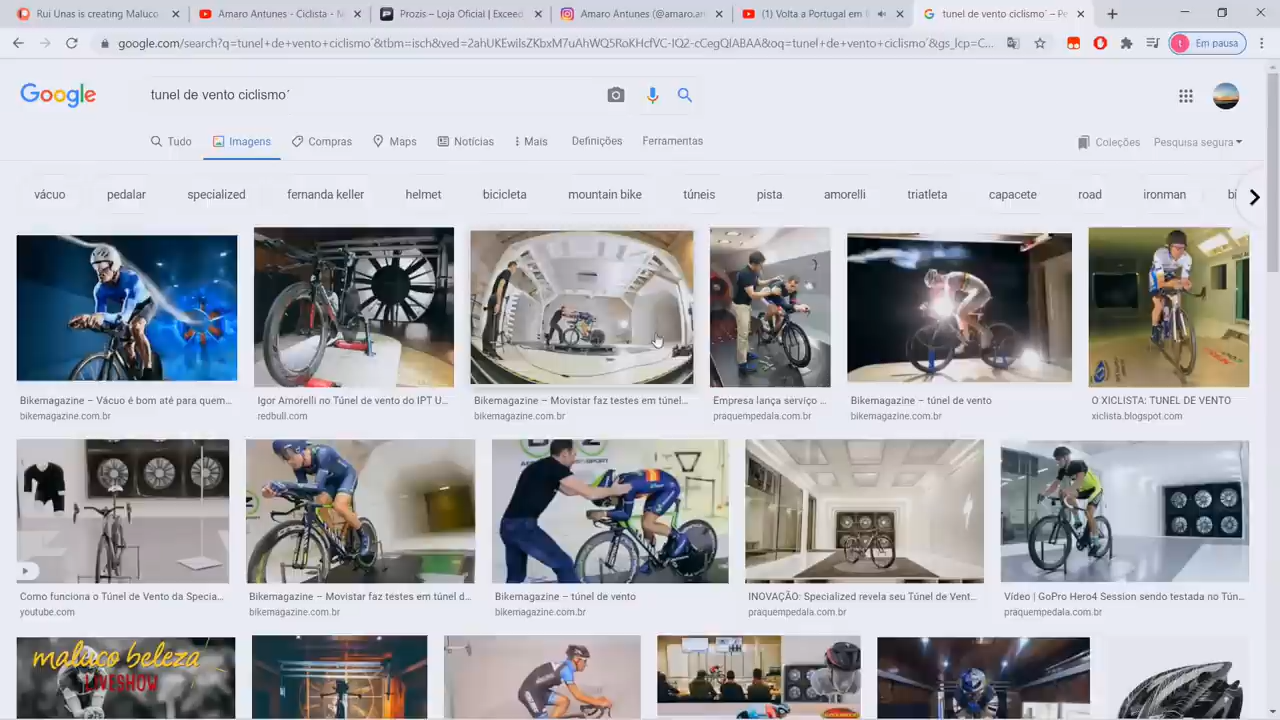 Rui Unas is creating Maluco
Amaro Antunes - Ciclista - M
Prozis – Loja Oficial | Exceed
Amaro Antunes (@amaro.an
(1) Volta a Portugal em
tunel de vento ciclismo´ – Pe
google.com/search?q=tunel+de+vento+ciclismo´&tbm=isch&ved=2ahUKEwilsZKbxM7uAhWQ5RoKHcfVC-IQ2-cCegQIABAA&oq=tunel+de+vento+ciclismo´&gs_lcp=C...
t Em pausa
Google
tunel de vento ciclismo´
Tudo
Imagens
Compras
Maps
Notícias
Mais
Definições
Ferramentas
Coleções
Pesquisa segura
vácuo
pedalar
specialized
fernanda keller
helmet
bicicleta
mountain bike
túneis
pista
amorelli
triatleta
capacete
road
ironman
bi
Bikemagazine – Vácuo é bom até para quem...
bikemagazine.com.br
Igor Amorelli no Túnel de vento do IPT U...
redbull.com
Bikemagazine – Movistar faz testes em túnel...
bikemagazine.com.br
Empresa lança serviço ...
praquempedala.com.br
Bikemagazine – túnel de vento
bikemagazine.com.br
O XICLISTA: TUNEL DE VENTO
xiclista.blogspot.com
Como funciona o Túnel de Vento da Specia...
youtube.com
Bikemagazine – Movistar faz testes em túnel d...
bikemagazine.com.br
Bikemagazine – túnel de vento
bikemagazine.com.br
INOVAÇÃO: Specialized revela seu Túnel de Vent...
praquempedala.com.br
Vídeo | GoPro Hero4 Session sendo testada no Tún...
praquempedala.com.br
maluco beleza
LIVESHOW